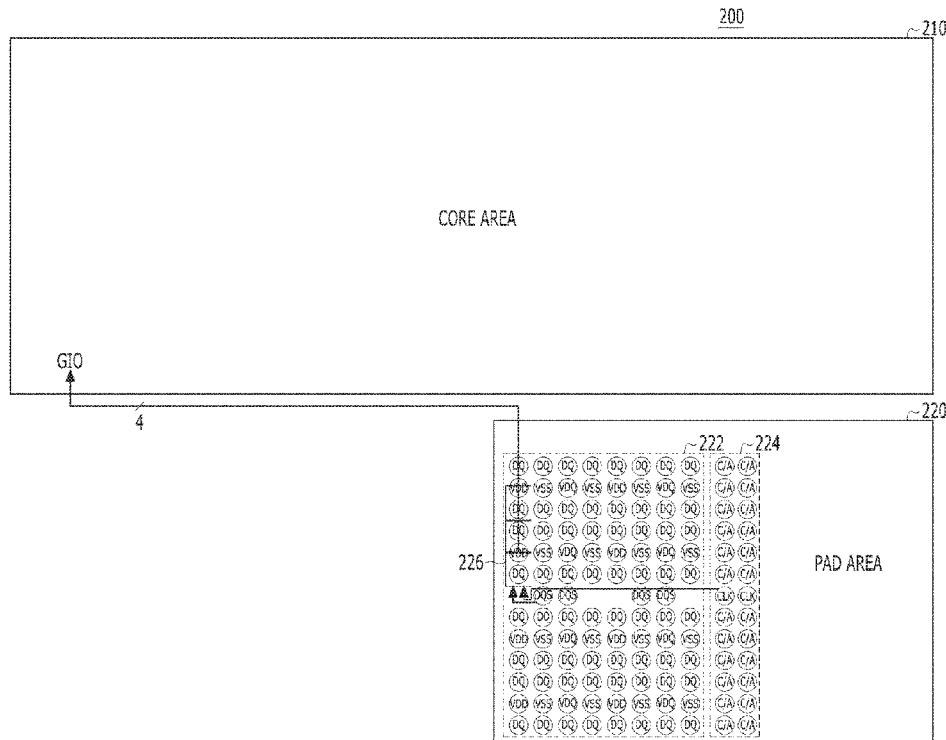 200
210
CORE AREA
GIO
4
220
222 224
DQ DQ DQ DQ DQ DQ DQ DQ C/A C/A
VDD VSS VDQ VSS VDD VSS VDQ VSS C/A C/A
DQ DQ DQ DQ DQ DQ DQ DQ C/A C/A
DQ DQ DQ DQ DQ DQ DQ DQ C/A C/A
226 VDD VSS VDQ VSS VDD VSS VDQ VSS C/A C/A
PAD AREA
DQ DQ DQ DQ DQ DQ DQ DQ C/A C/A
DQS DQS DQS DQS CLK CLK
DQ DQ DQ DQ DQ DQ DQ DQ C/A C/A
VDD VSS VDQ VSS VDD VSS VDQ VSS C/A C/A
DQ DQ DQ DQ DQ DQ DQ DQ C/A C/A
DQ DQ DQ DQ DQ DQ DQ DQ C/A C/A
VDD VSS VDQ VSS VDD VSS VDQ VSS C/A C/A
DQ DQ DQ DQ DQ DQ DQ DQ C/A C/A